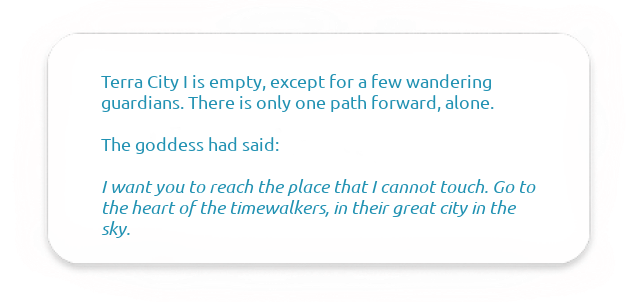 Terra City I is empty, except for a few wandering
guardians. There is only one path forward, alone.
The goddess had said:
I want you to reach the place that I cannot touch. Go to
the heart of the timewalkers, in their great city in the
sky.